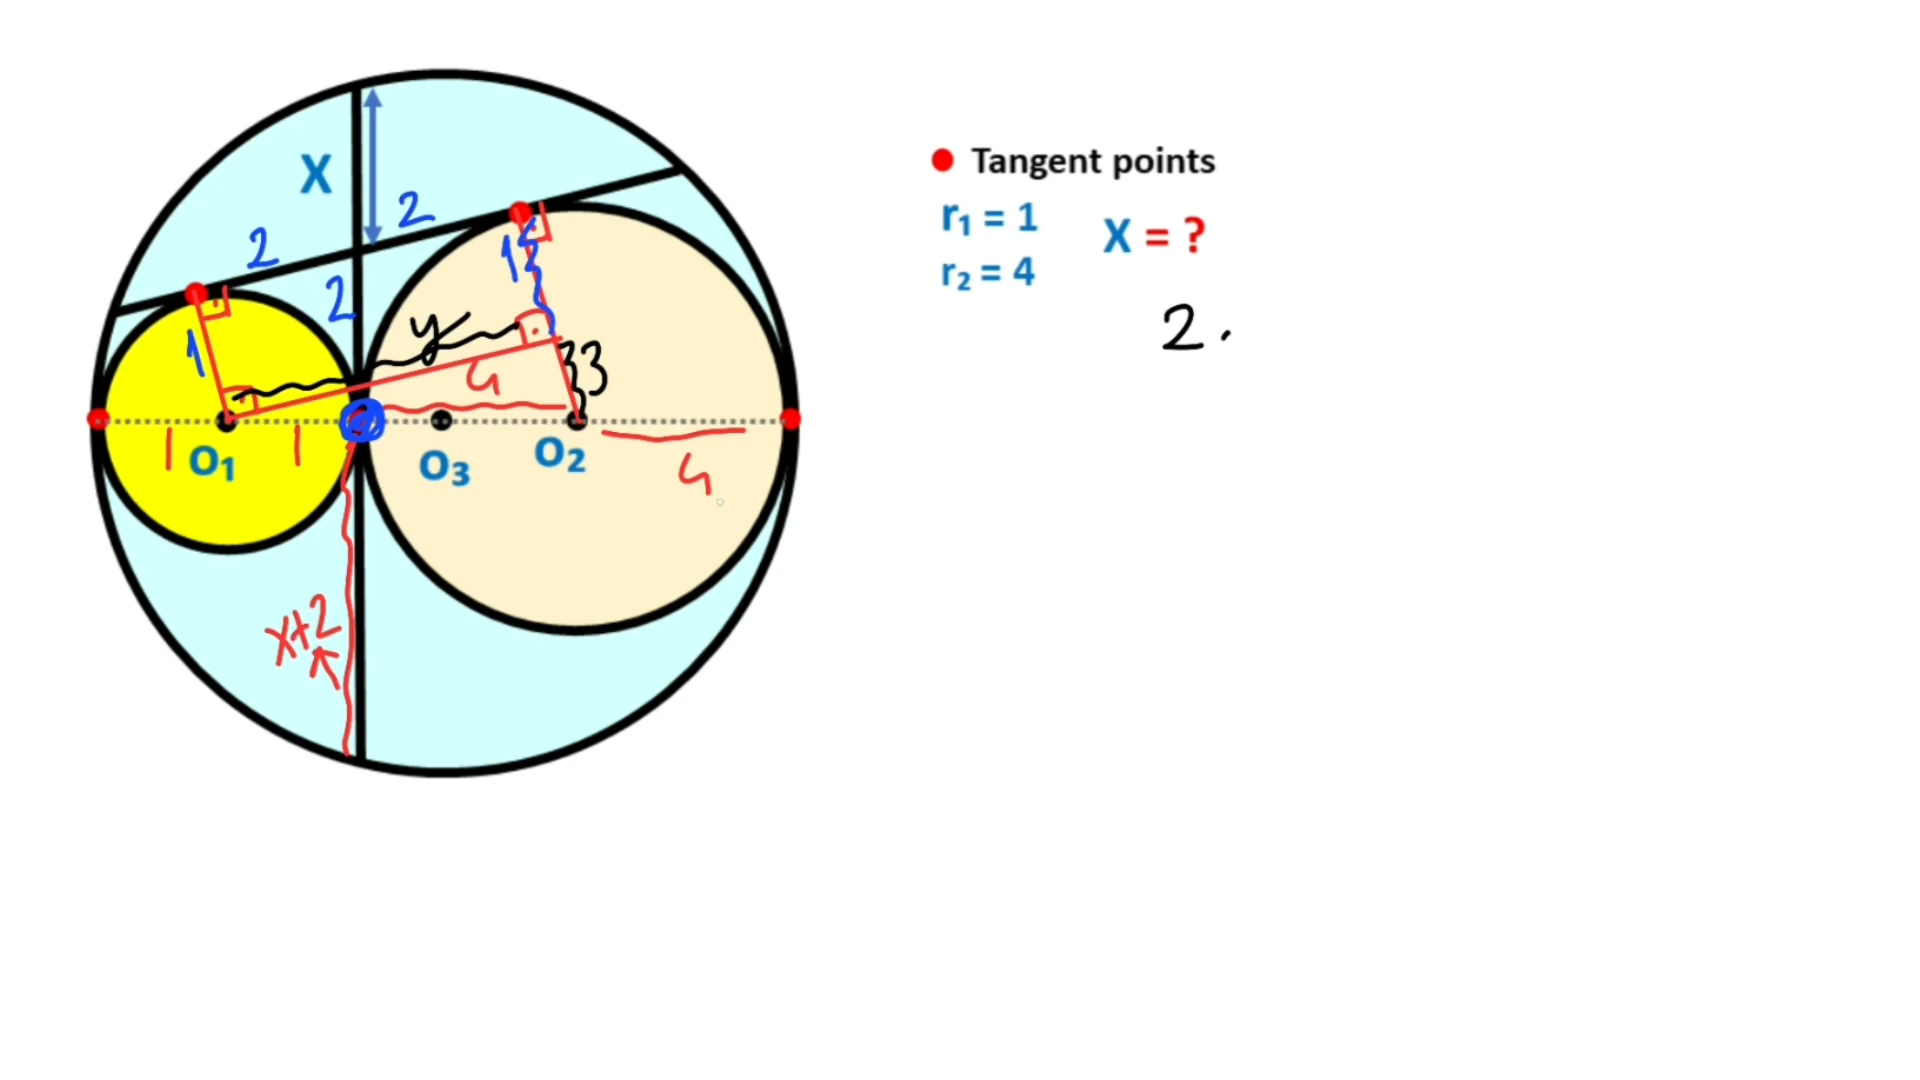 X
2
2
2
1
1
y
4
3
1
O₁
1
O₃
O₂
4
x+2
Tangent points
r₁ = 1
X = ?
r₂ = 4
2 .